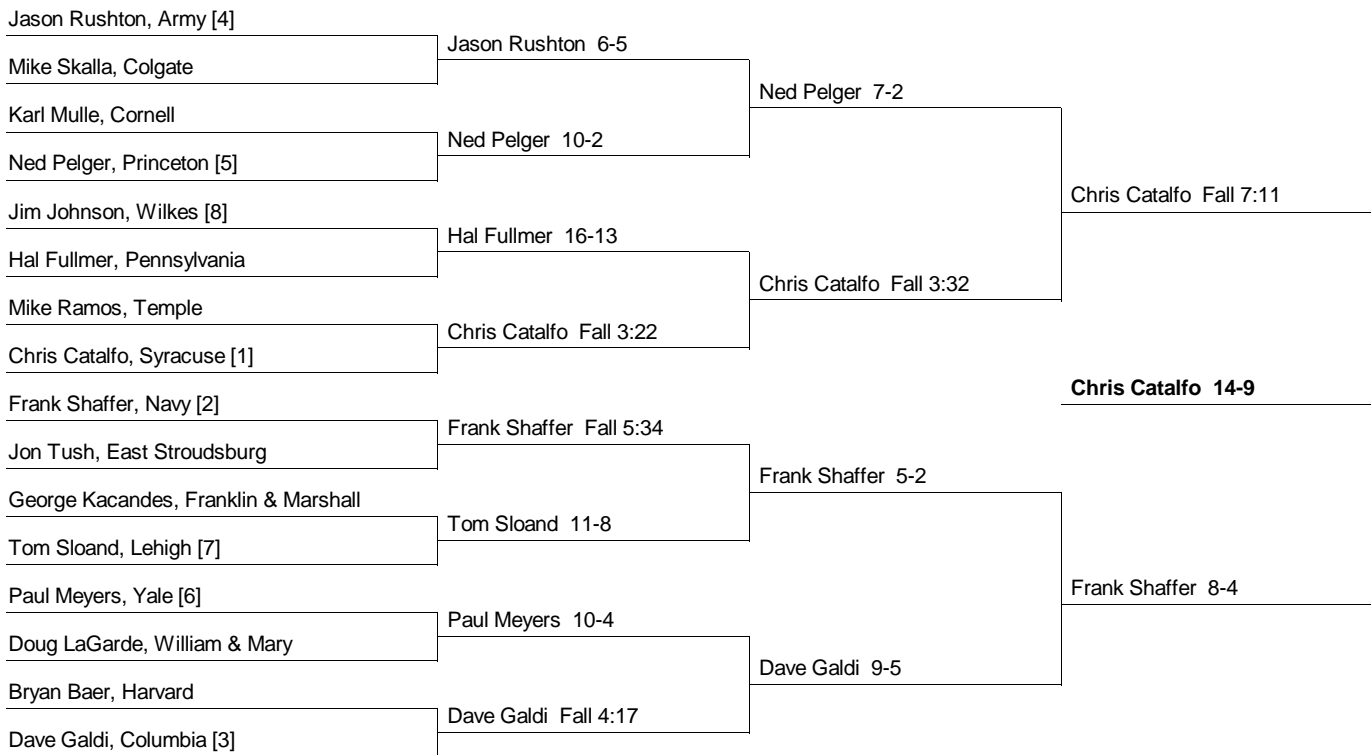 Jason Rushton, Army [4]
Jason Rushton 6-5
Mike Skalla, Colgate
Ned Pelger 7-2
Karl Mulle, Cornell
Ned Pelger 10-2
Ned Pelger, Princeton [5]
Chris Catalfo Fall 7:11
Jim Johnson, Wilkes [8]
Hal Fullmer 16-13
Hal Fullmer, Pennsylvania
Chris Catalfo Fall 3:32
Mike Ramos, Temple
Chris Catalfo Fall 3:22
Chris Catalfo, Syracuse [1]
Chris Catalfo 14-9
Frank Shaffer, Navy [2]
Frank Shaffer Fall 5:34
Jon Tush, East Stroudsburg
Frank Shaffer 5-2
George Kacandes, Franklin & Marshall
Tom Sloand 11-8
Tom Sloand, Lehigh [7]
Frank Shaffer 8-4
Paul Meyers, Yale [6]
Paul Meyers 10-4
Doug LaGarde, William & Mary
Dave Galdi 9-5
Bryan Baer, Harvard
Dave Galdi Fall 4:17
Dave Galdi, Columbia [3]